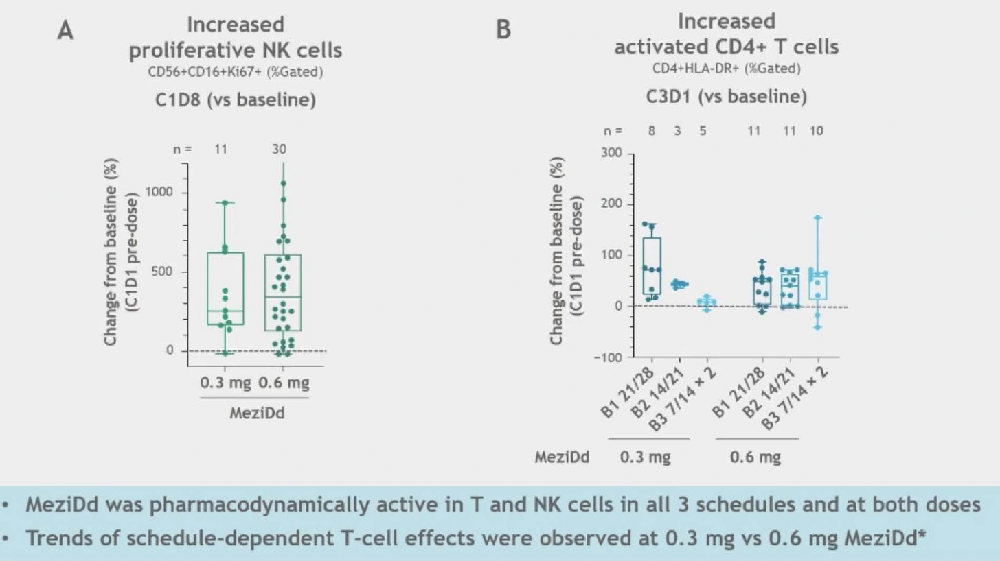 A
Increased
proliferative NK cells
CD56+CD16+Ki67+ (%Gated)
C1D8 (vs baseline)
n = 11 30
Change from baseline (%)
(C1D1 pre-dose)
1000
500
0
0.3 mg 0.6 mg
MeziDd
B
Increased
activated CD4+ T cells
CD4+HLA-DR+ (%Gated)
C3D1 (vs baseline)
n = 8 3 5 11 11 10
Change from baseline (%)
(C1D1 pre-dose)
300
200
100
0
−100
B1 21/28
B2 14/21
B3 7/14 × 2
B1 21/28
B2 14/21
B3 7/14 × 2
MeziDd 0.3 mg 0.6 mg
• MeziDd was pharmacodynamically active in T and NK cells in all 3 schedules and at both doses
• Trends of schedule-dependent T-cell effects were observed at 0.3 mg vs 0.6 mg MeziDd*